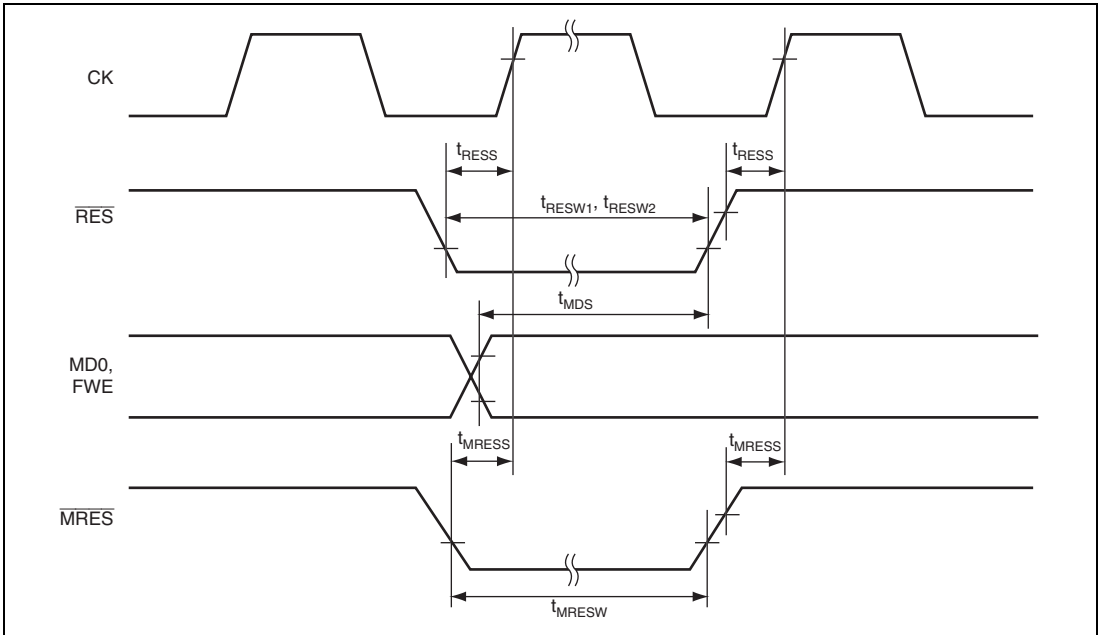 CK
tRESS
tRESS
RES
tRESW1, tRESW2
tMDS
MD0,
FWE
tMRESS
tMRESS
MRES
tMRESW